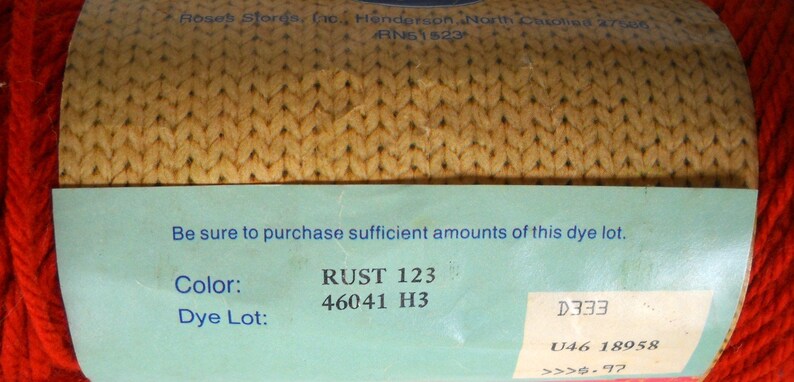 Rose's Stores, Inc., Henderson, North Carolina 27536
RN51523
Be sure to purchase sufficient amounts of this dye lot.
Color: RUST 123
Dye Lot: 46041 H3
D333
U46 18958
>>>$.97